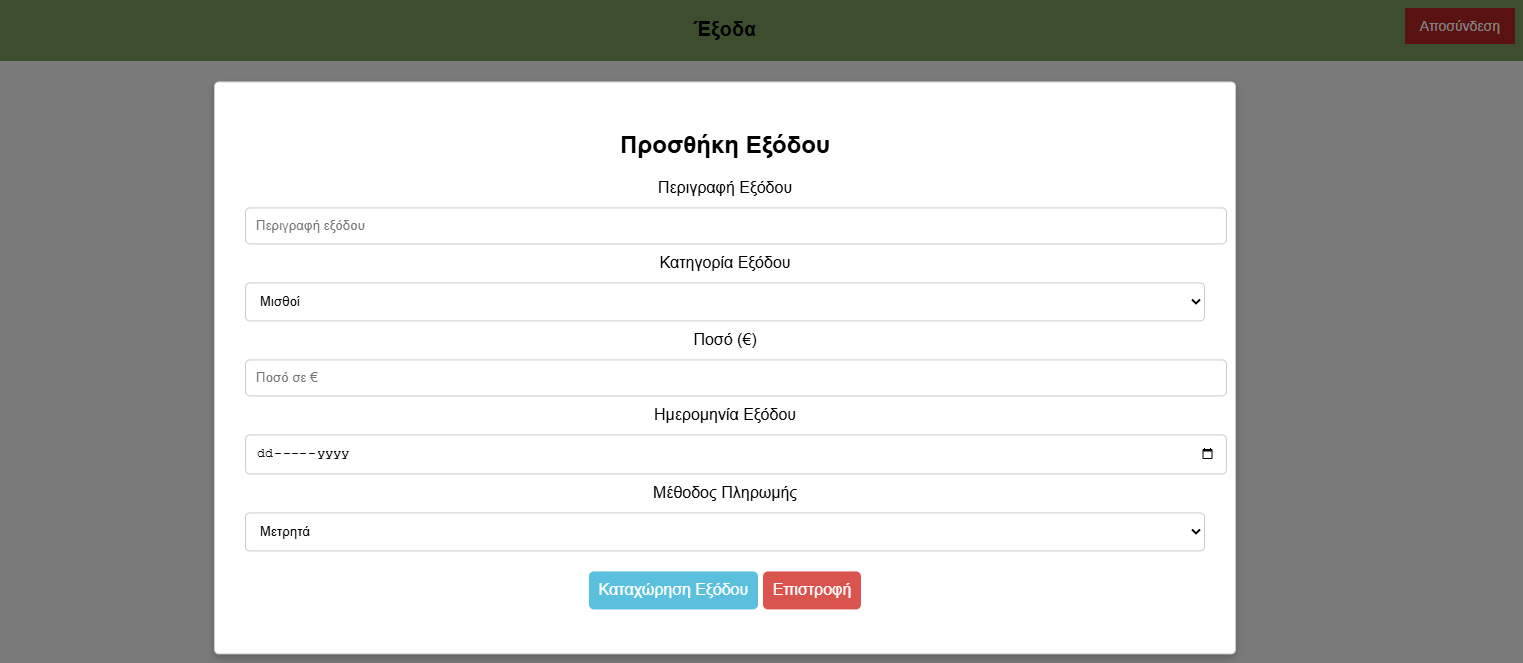 Έξοδα
Αποσύνδεση
Προσθήκη Εξόδου
Περιγραφή Εξόδου
Περιγραφή εξόδου
Κατηγορία Εξόδου
Μισθοί
Ποσό (€)
Ποσό σε €
Ημερομηνία Εξόδου
dd-----yyyy
Μέθοδος Πληρωμής
Μετρητά
Καταχώρηση Εξόδου Επιστροφή